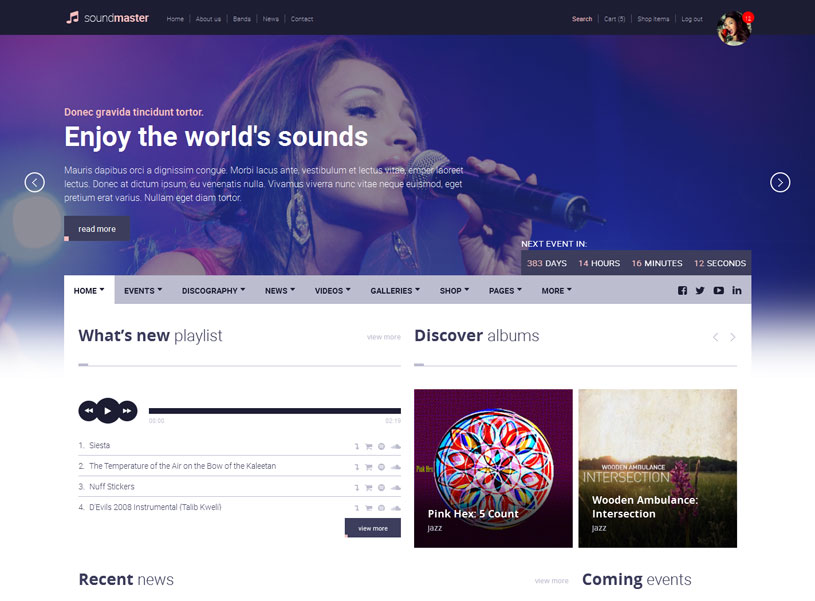 soundmaster
Home About us Banda News Contact
Search Cart (5) Shop items Log out
12
Donec gravida tincidunt tortor.
Enjoy the world's sounds
Mauris dapibus orci a dignissim congue. Morbi lacus ante, vestibulum et lectus vitae, emper laoreet
lectus. Donec at dictum ipsum, eu venenatis nulla. Vivamus viverra nunc vitae neque euismod, eget
pretium erat varius. Nullam eget diam tortor.
read more
NEXT EVENT IN:
383 DAYS 14 HOURS 16 MINUTES 12 SECONDS
HOME EVENTS DISCOGRAPHY NEWS VIDEOS GALLERIES SHOP PAGES MORE
What's new playlist
view more
Discover albums
00:00
02:19
1. Siesta
2. The Temperature of the Air on the Bow of the Kaleetan
3. Nuff Stickers
4. D'Evils 2008 Instrumental (Talib Kweli)
view more
Pink Hex
Pink Hex: 5 Count
jazz
WOODEN AMBULANCE
INTERSECTION
Wooden Ambulance:
Intersection
jazz
Recent news
view more
Coming events